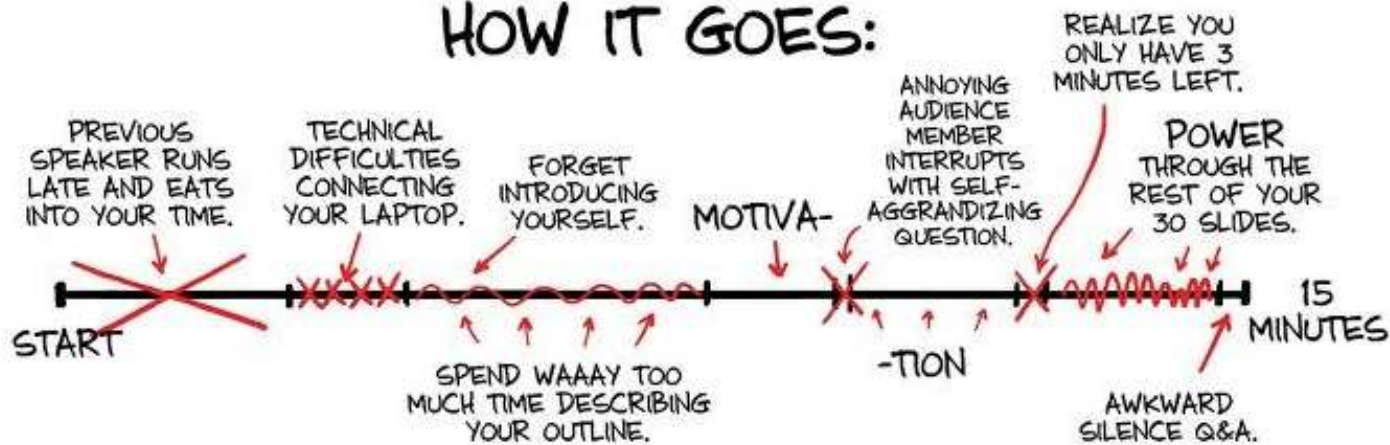 HOW IT GOES:
PREVIOUS
SPEAKER RUNS
LATE AND EATS
INTO YOUR TIME.
TECHNICAL
DIFFICULTIES
CONNECTING
YOUR LAPTOP.
FORGET
INTRODUCING
YOURSELF.
MOTIVA-
ANNOYING
AUDIENCE
MEMBER
INTERRUPTS
WITH SELF-
AGGRANDIZING
QUESTION.
REALIZE YOU
ONLY HAVE 3
MINUTES LEFT.
POWER
THROUGH THE
REST OF YOUR
30 SLIDES.
START
SPEND WAAAY TOO
MUCH TIME DESCRIBING
YOUR OUTLINE.
-TION
15
MINUTES
AWKWARD
SILENCE Q&A.